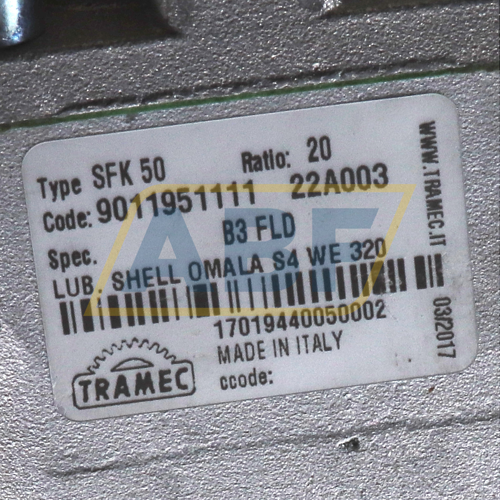 Type SFK 50 Ratio: 20
Code: 9011951111 22A003
Spec. B3 FLD
LUB. SHELL OMALA S4 WE 320
17019440050002
MADE IN ITALY
ccode:
TRAMEC
WWW.TRAMEC.IT
03/2017
ABF